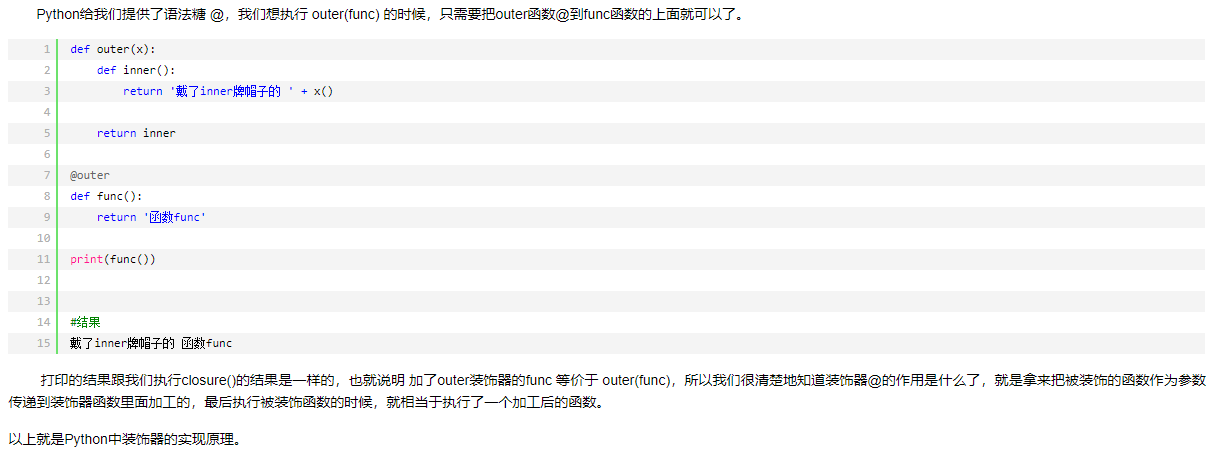 Python给我们提供了语法糖 @，我们想执行 outer(func) 的时候，只需要把outer函数@到func函数的上面就可以了。
1 def outer(x):
2 def inner():
3 return '戴了inner牌帽子的 ' + x()
4
5 return inner
6
7 @outer
8 def func():
9 return '函数func'
10
11 print(func())
12
13
14 #结果
15 戴了inner牌帽子的 函数func
打印的结果跟我们执行closure()的结果是一样的，也就说明 加了outer装饰器的func 等价于 outer(func)，所以我们很清楚地知道装饰器@的作用是什么了，就是拿来把被装饰的函数作为参数
传递到装饰器函数里面加工的，最后执行被装饰函数的时候，就相当于执行了一个加工后的函数。
以上就是Python中装饰器的实现原理。